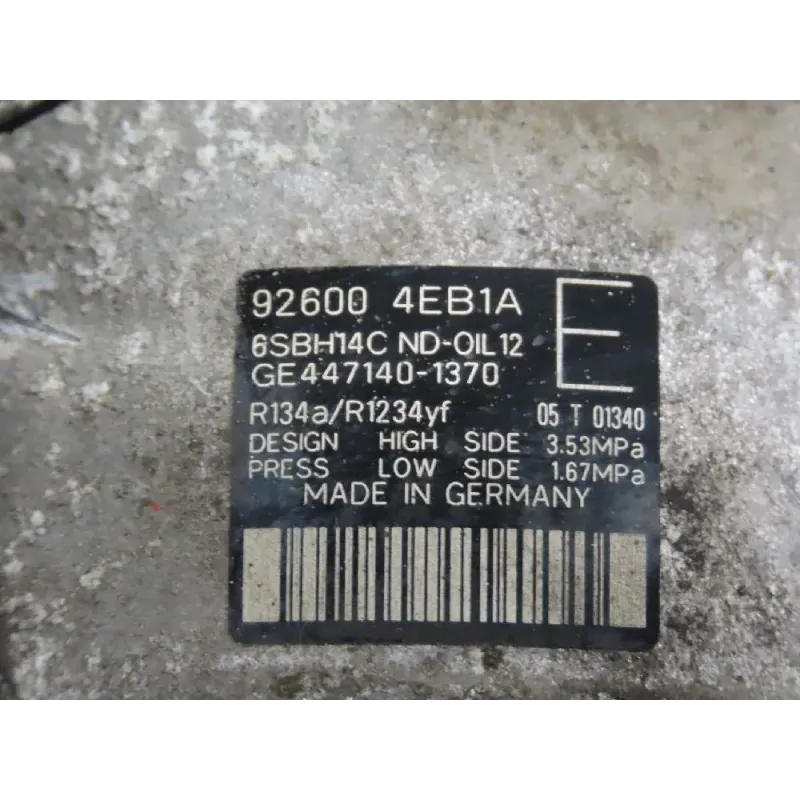 92600 4EB1A
E
6SBH14C ND-OIL12
GE447140-1370
R134a/R1234yf 05 T 01340
DESIGN HIGH SIDE 3.53MPa
PRESS LOW SIDE 1.67MPa
MADE IN GERMANY